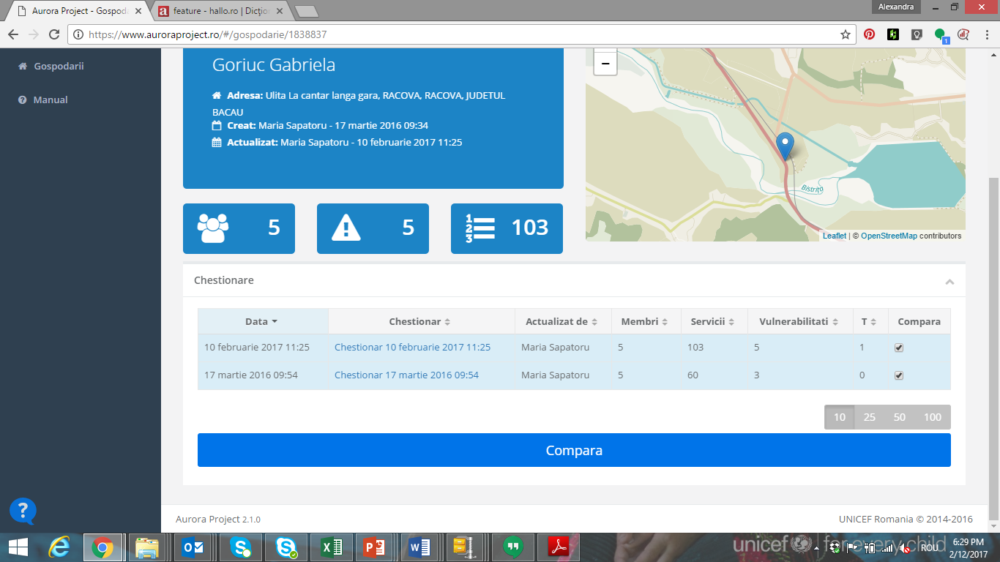 Aurora Project - Gospoda
feature - hallo.ro | Dicțio
Alexandra
https://www.auroraproject.ro/#/gospodarie/1838837
1
Gospodarii
Manual
Goriuc Gabriela
Adresa: Ulita La cantar langa gara, RACOVA, RACOVA, JUDETUL
BACAU
Creat: Maria Sapatoru - 17 martie 2016 09:34
Actualizat: Maria Sapatoru - 10 februarie 2017 11:25
−
Bistrița
Leaflet | © OpenStreetMap contributors
5
5
1 2 3
103
Chestionare
Data Chestionar Actualizat de Membri Servicii Vulnerabilitati T Compara
10 februarie 2017 11:25 Chestionar 10 februarie 2017 11:25 Maria Sapatoru 5 103 5 1
17 martie 2016 09:54 Chestionar 17 martie 2016 09:54 Maria Sapatoru 5 60 3 0
10 25 50 100
Compara
?
Aurora Project 2.1.0
UNICEF Romania © 2014-2016
unicef for every child
ROU
6:29 PM
2/12/2017